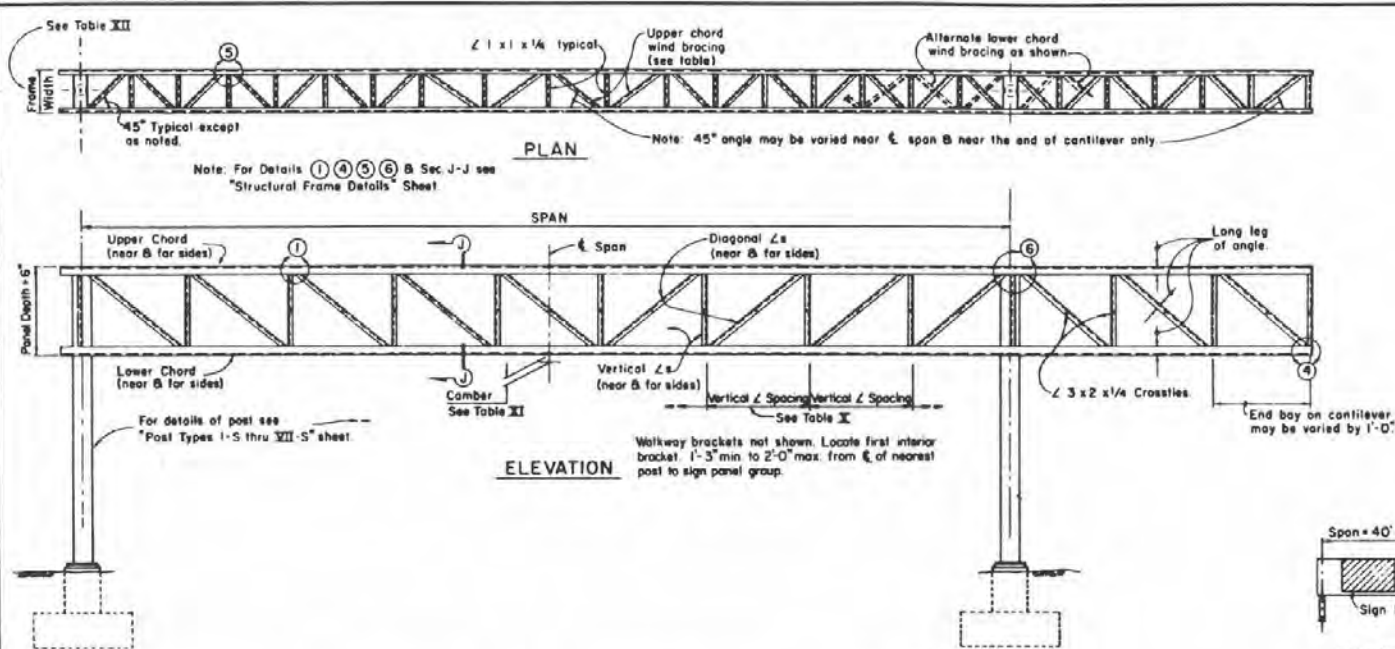 See Table XII
Frame
Width
5
∠ 1 x 1 x 1/4 typical
Upper chord
wind bracing
(see table)
Alternate lower chord
wind bracing as shown
45° Typical except
as noted.
PLAN
Note: 45° angle may be varied near ℄ span & near the end of cantilever only.
Note: For Details 1 4 5 6 & Sec. J-J see
"Structural Frame Details" Sheet
SPAN
Upper Chord
(near & far sides)
1
J
℄ Span
Diagonal ∠s
(near & far sides)
6
Long leg
of angle.
Panel Depth + 6"
Lower Chord
(near & far sides)
J
Camber
See Table XI
Vertical ∠s
(near & far sides)
Vertical ∠ Spacing
Vertical ∠ Spacing
See Table X
∠ 3 x 2 x 1/4 Crossties.
4
End bay on cantilever
may be varied by 1'-0".
For details of post see
"Post Types I-S thru VII-S" sheet.
ELEVATION
Walkway brackets not shown. Locate first interior
bracket. 1'-3" min. to 2'-0" max. from ℄ of nearest
post to sign panel group.
Span = 40'
Sign